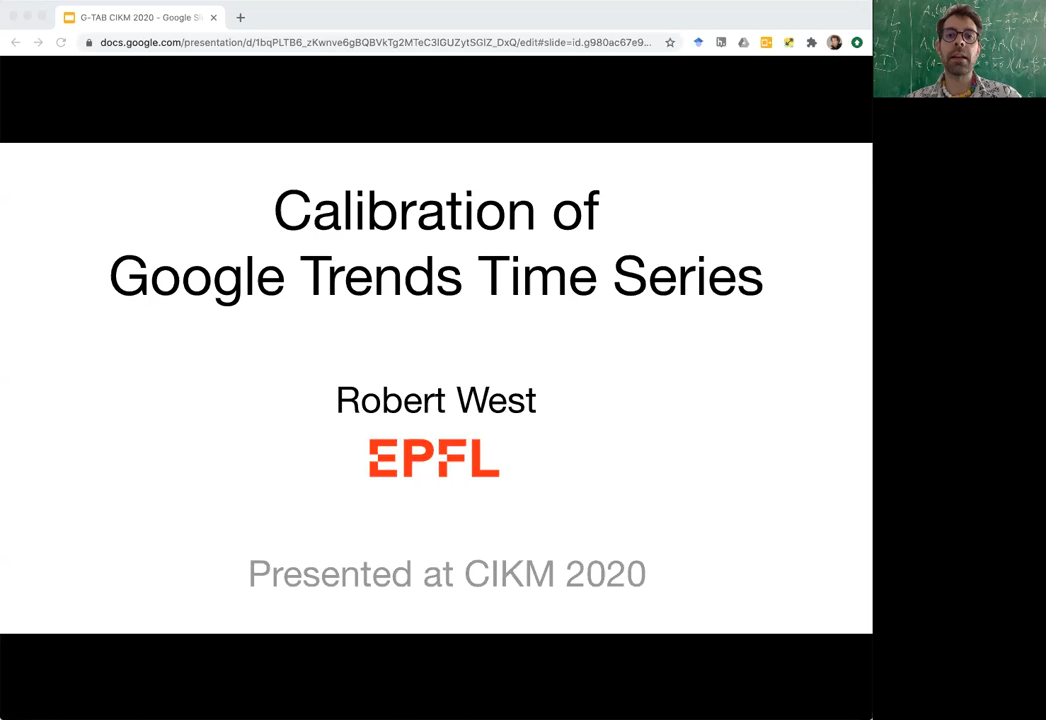 G-TAB CIKM 2020 - Google Sl
docs.google.com/presentation/d/1bqPLTB6_zKwnve6gBQBVkTg2MTeC3IGUZytSGIZ_DxQ/edit#slide=id.g980ac67e9...
Calibration of
Google Trends Time Series
Robert West
EPFL
Presented at CIKM 2020